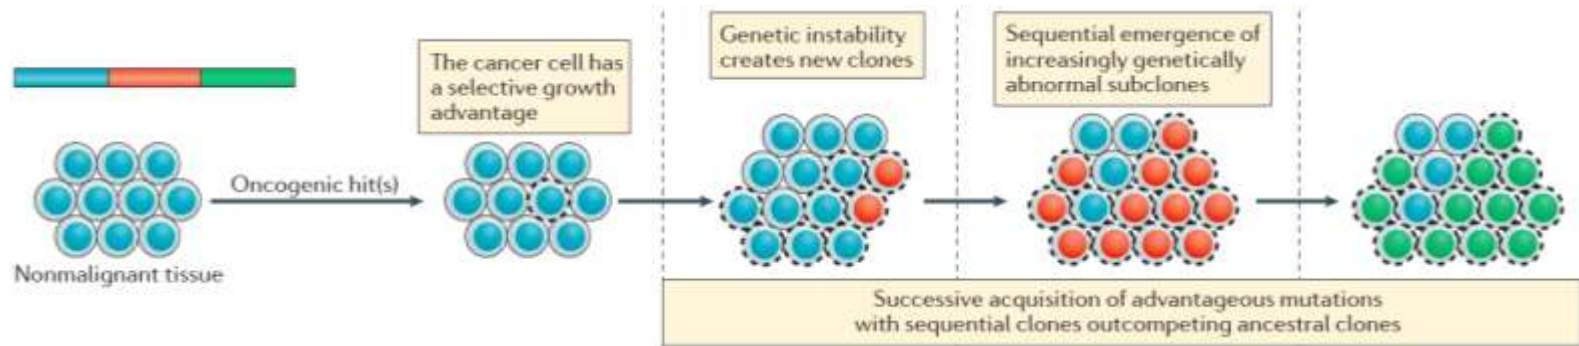 The cancer cell has
a selective growth
advantage
Genetic instability
creates new clones
Sequential emergence of
increasingly genetically
abnormal subclones
Oncogenic hit(s)
Nonmalignant tissue
Successive acquisition of advantageous mutations
with sequential clones outcompeting ancestral clones